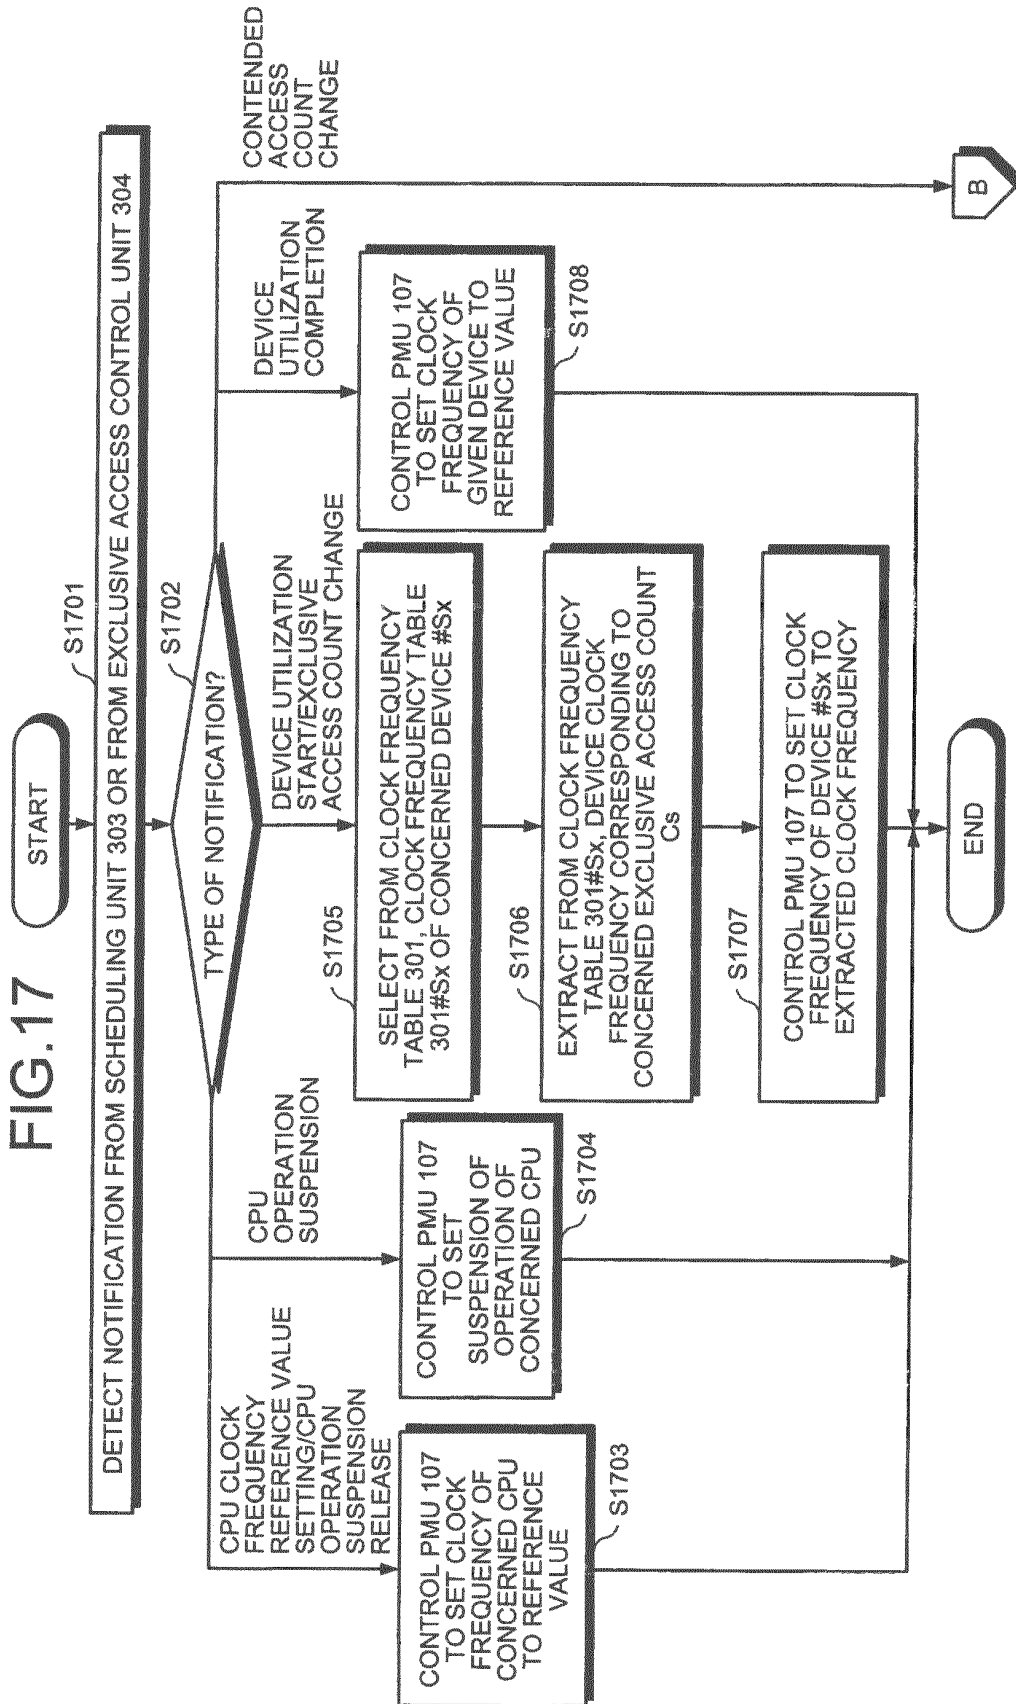 FIG.17
START
S1701
DETECT NOTIFICATION FROM SCHEDULING UNIT 303 OR FROM EXCLUSIVE ACCESS CONTROL UNIT 304
S1702
TYPE OF NOTIFICATION?
CPU CLOCK
FREQUENCY
REFERENCE VALUE
SETTING/CPU
OPERATION
SUSPENSION
RELEASE
CONTROL PMU 107
TO SET CLOCK
FREQUENCY OF
CONCERNED CPU
TO REFERENCE
VALUE
S1703
CPU
OPERATION
SUSPENSION
CONTROL PMU 107
TO SET
SUSPENSION OF
OPERATION OF
CONCERNED CPU
S1704
DEVICE UTILIZATION
START/EXCLUSIVE
ACCESS COUNT CHANGE
S1705
SELECT FROM CLOCK FREQUENCY
TABLE 301, CLOCK FREQUENCY TABLE
301#Sx OF CONCERNED DEVICE #Sx
S1706
EXTRACT FROM CLOCK FREQUENCY
TABLE 301#Sx, DEVICE CLOCK
FREQUENCY CORRESPONDING TO
CONCERNED EXCLUSIVE ACCESS COUNT
Cs
S1707
CONTROL PMU 107 TO SET CLOCK
FREQUENCY OF DEVICE #Sx TO
EXTRACTED CLOCK FREQUENCY
DEVICE
UTILIZATION
COMPLETION
CONTROL PMU 107
TO SET CLOCK
FREQUENCY OF
GIVEN DEVICE TO
REFERENCE VALUE
S1708
CONTENDED
ACCESS
COUNT
CHANGE
B
END